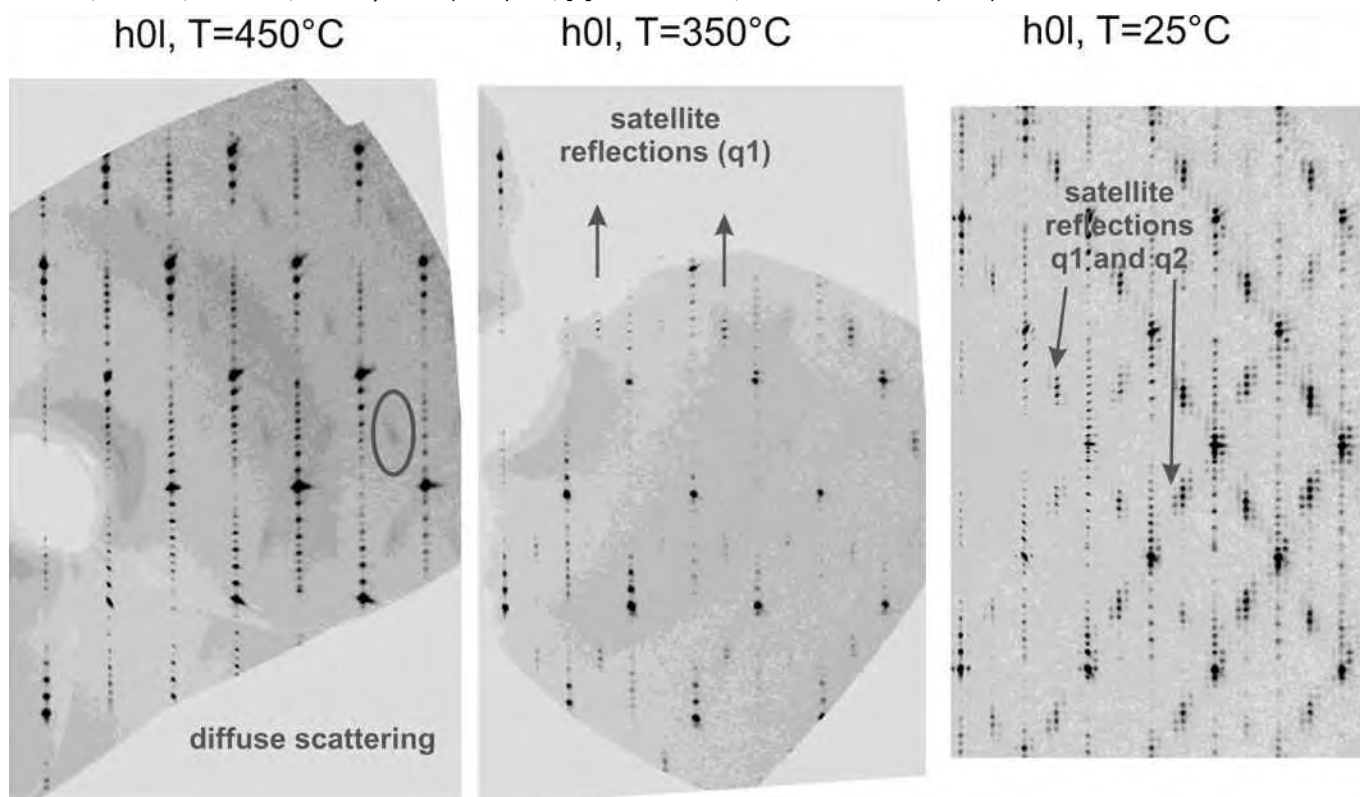 h0l, T=450°C
h0l, T=350°C
h0l, T=25°C
satellite
reflections (q1)
satellite
reflections
q1 and q2
diffuse scattering